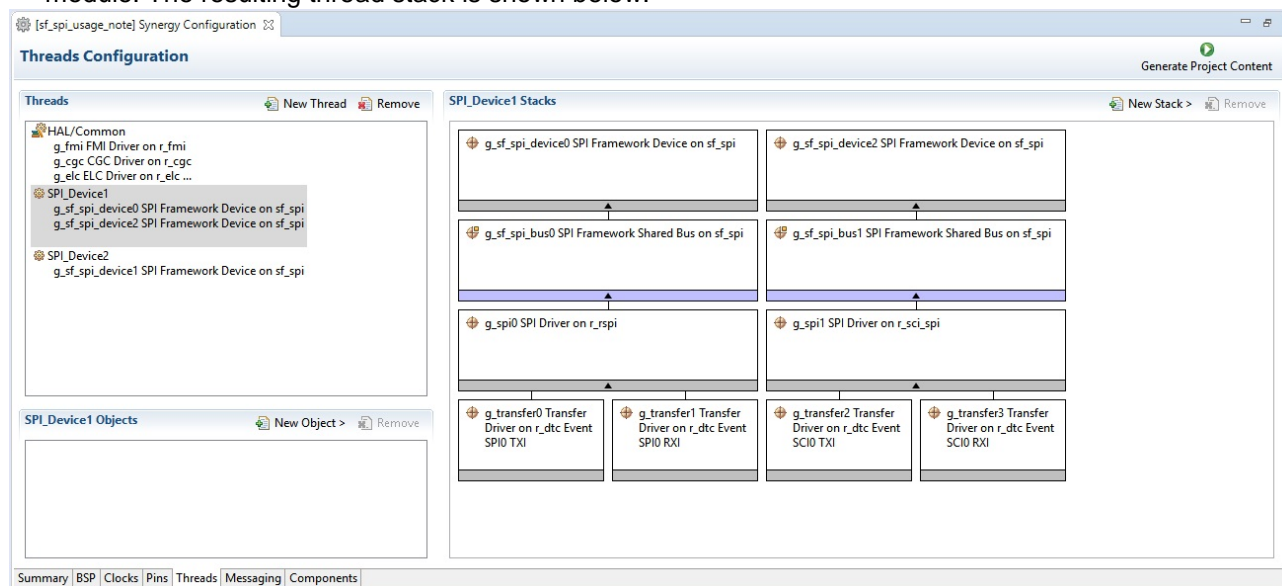 module. The resulting thread stack is shown below.
[sf_spi_usage_note] Synergy Configuration
Threads Configuration
Generate Project Content
Threads
New Thread
Remove
HAL/Common
g_fmi FMI Driver on r_fmi
g_cgc CGC Driver on r_cgc
g_elc ELC Driver on r_elc ...
SPI_Device1
g_sf_spi_device0 SPI Framework Device on sf_spi
g_sf_spi_device2 SPI Framework Device on sf_spi
SPI_Device2
g_sf_spi_device1 SPI Framework Device on sf_spi
SPI_Device1 Objects
New Object >
Remove
SPI_Device1 Stacks
New Stack >
Remove
g_sf_spi_device0 SPI Framework Device on sf_spi
g_sf_spi_device2 SPI Framework Device on sf_spi
g_sf_spi_bus0 SPI Framework Shared Bus on sf_spi
g_sf_spi_bus1 SPI Framework Shared Bus on sf_spi
g_spi0 SPI Driver on r_rspi
g_spi1 SPI Driver on r_sci_spi
g_transfer0 Transfer
Driver on r_dtc Event
SPI0 TXI
g_transfer1 Transfer
Driver on r_dtc Event
SPI0 RXI
g_transfer2 Transfer
Driver on r_dtc Event
SCI0 TXI
g_transfer3 Transfer
Driver on r_dtc Event
SCI0 RXI
Summary BSP Clocks Pins Threads Messaging Components